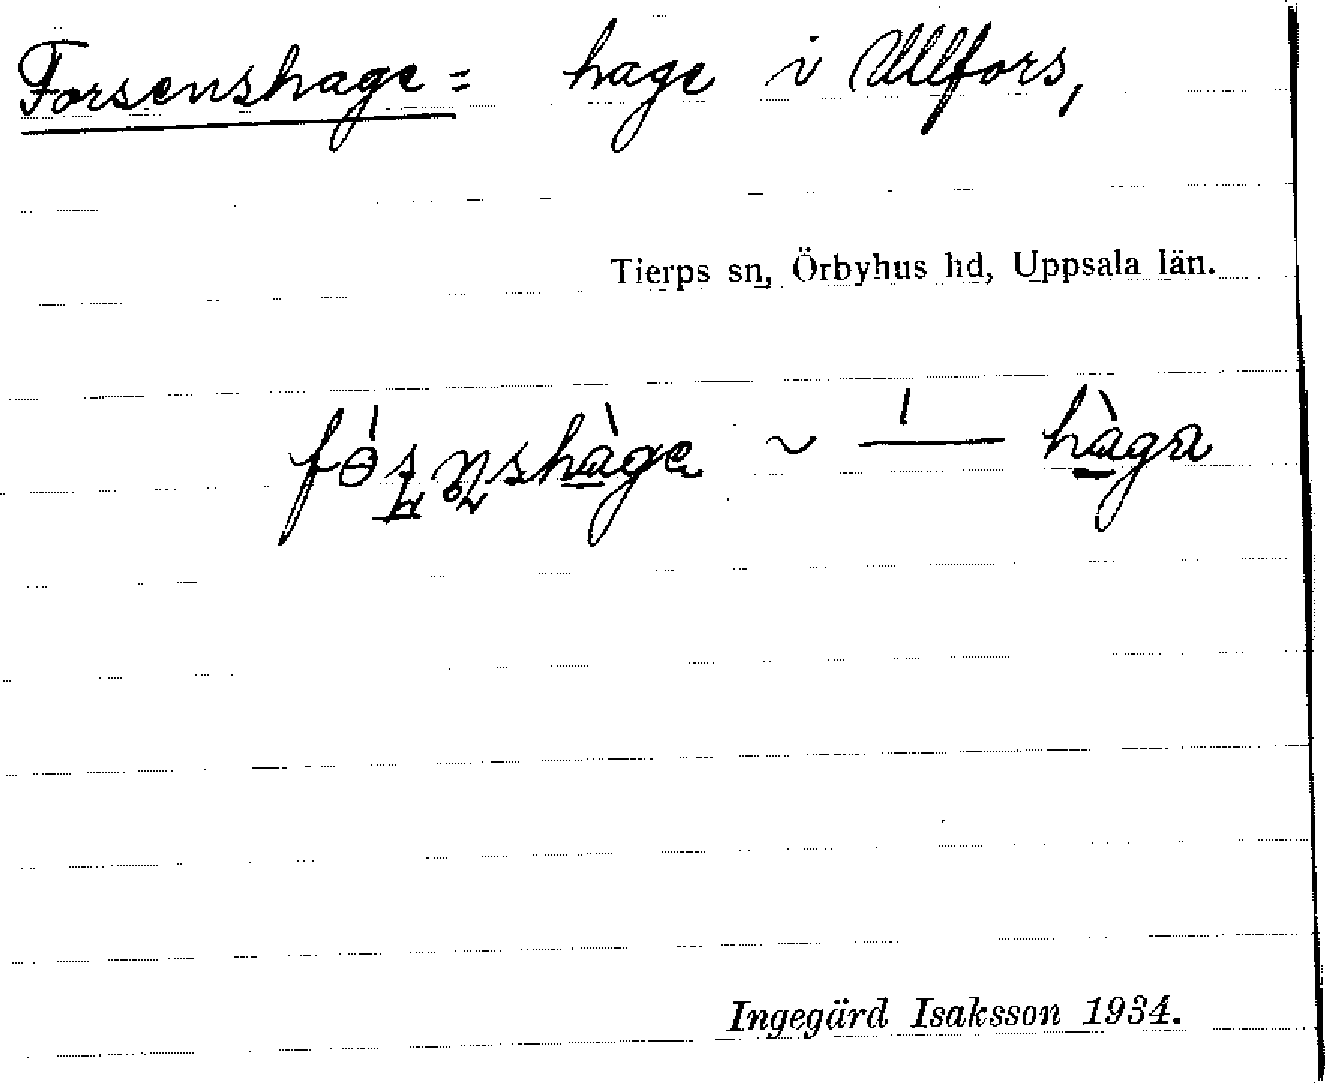 Forsenshage = hage i Ullfors,
Tierps sn, Örbyhus hd, Uppsala län.
Ingegärd Isaksson 1934.